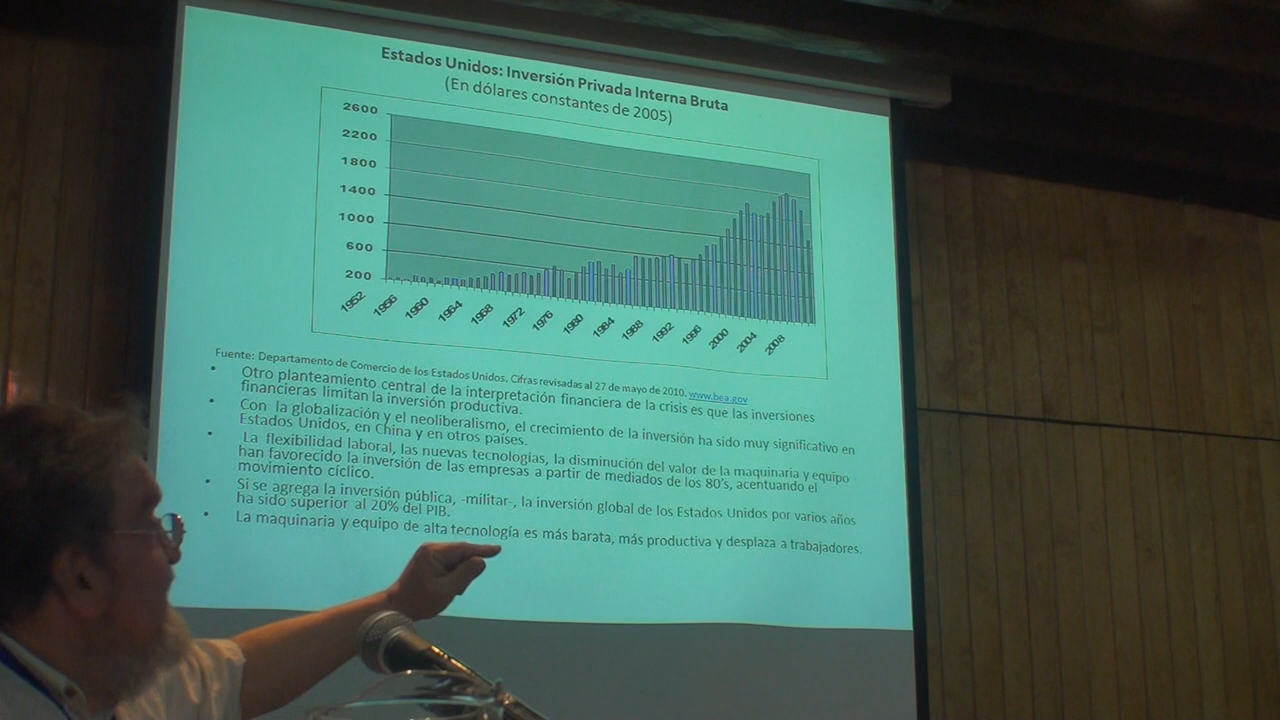 Estados Unidos: Inversión Privada Interna Bruta
(En dólares constantes de 2005)
2600
2200
1800
1400
1000
600
200
1952
1956
1960
1964
1968
1972
1976
1980
1984
1988
1992
1996
2000
2004
2008
Fuente: Departamento de Comercio de los Estados Unidos. Cifras revisadas al 27 de mayo de 2010. www.bea.gov
• Otro planteamiento central de la interpretación financiera de la crisis es que las inversiones
financieras limitan la inversión productiva.
• Con la globalización y el neoliberalismo, el crecimiento de la inversión ha sido muy significativo en
Estados Unidos, en China y en otros países.
• La flexibilidad laboral, las nuevas tecnologías, la disminución del valor de la maquinaria y equipo
han favorecido la inversión de las empresas a partir de mediados de los 80's, acentuando el
movimiento cíclico.
• Si se agrega la inversión pública, -militar-, la inversión global de los Estados Unidos por varios años
ha sido superior al 20% del PIB.
• La maquinaria y equipo de alta tecnología es más barata, más productiva y desplaza a trabajadores.